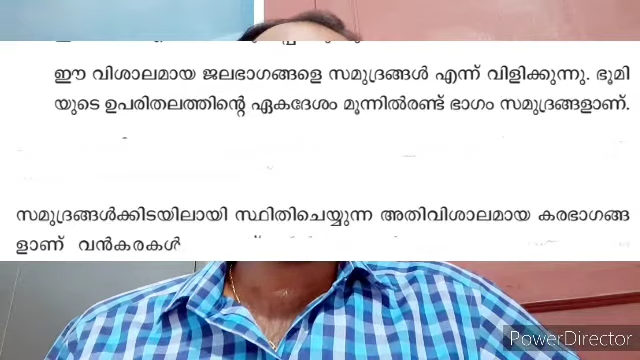 ഈ വിശാലമായ ജലഭാഗങ്ങളെ സമുദ്രങ്ങൾ എന്ന് വിളിക്കുന്നു. ഭൂമി
യുടെ ഉപരിതലത്തിന്റെ ഏകദേശം മൂന്നിൽരണ്ട് ഭാഗം സമുദ്രങ്ങളാണ്.
സമുദ്രങ്ങൾക്കിടയിലായി സ്ഥിതിചെയ്യുന്ന അതിവിശാലമായ കരഭാഗങ്ങ
ളാണ് വൻകരകൾ
PowerDirector